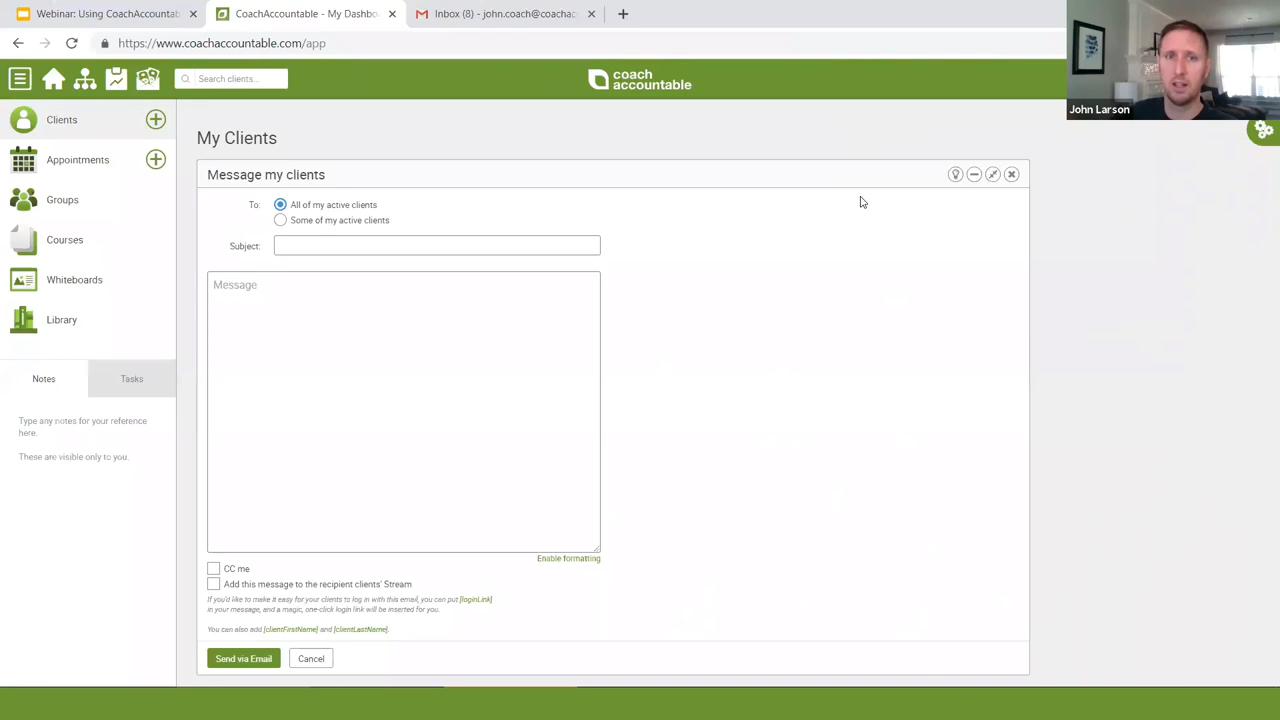 Webinar: Using CoachAccountable
CoachAccountable - My Dashbo
Inbox (8) - john.coach@coachac
https://www.coachaccountable.com/app
Search clients...
coach
accountable
John Larson
Clients
Appointments
Groups
Courses
Whiteboards
Library
Notes
Tasks
Type any notes for your reference
here.
These are visible only to you.
My Clients
Message my clients
To:
All of my active clients
Some of my active clients
Subject:
Message
Enable formatting
CC me
Add this message to the recipient clients' Stream
If you'd like to make it easy for your clients to log in with this email, you can put [loginLink]
in your message, and a magic, one-click login link will be inserted for you.
You can also add [clientFirstName] and [clientLastName].
Send via Email
Cancel